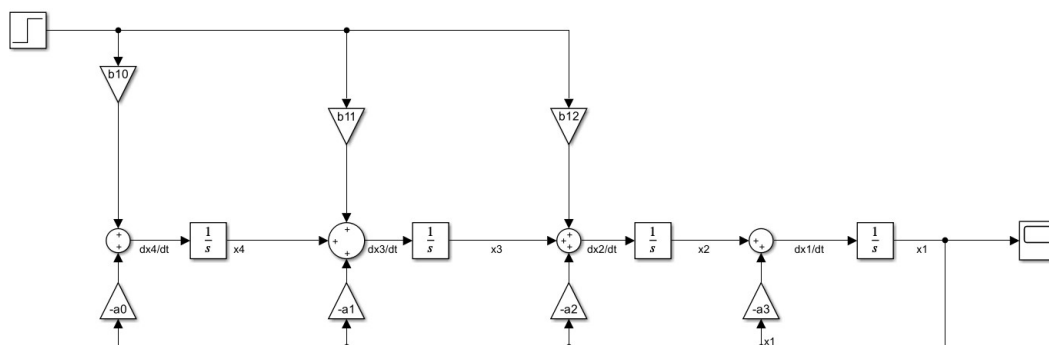 b10
b11
b12
+
+
1
s
dx4/dt
x4
+
+
+
1
s
dx3/dt
x3
+
+
+
1
s
dx2/dt
x2
+
+
1
s
dx1/dt
x1
-a0
-a1
-a2
-a3
x1